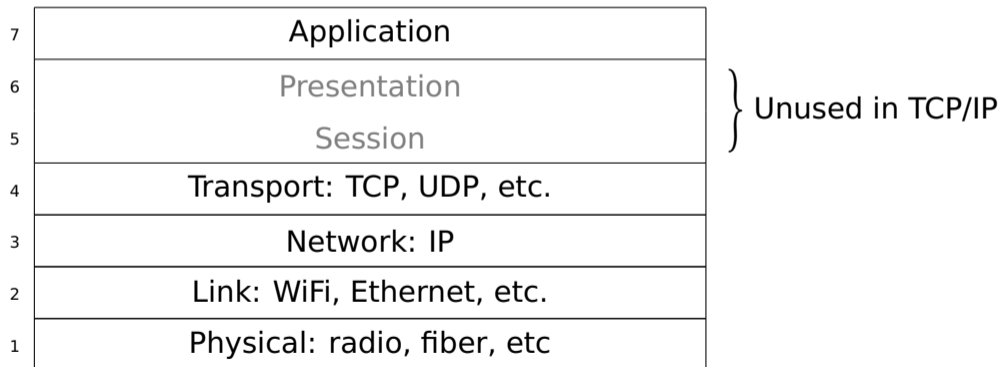 7 Application
6 Presentation
Unused in TCP/IP
5 Session
4 Transport: TCP, UDP, etc.
3 Network: IP
2 Link: WiFi, Ethernet, etc.
1 Physical: radio, fiber, etc